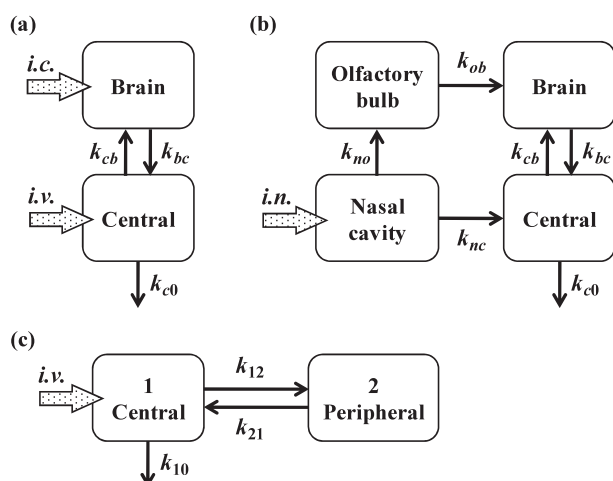 (a)
i.c.
Brain
k_cb
k_bc
i.v.
Central
k_c0
(b)
Olfactory
bulb
k_ob
Brain
k_no
k_cb
k_bc
i.n.
Nasal
cavity
k_nc
Central
k_c0
(c)
i.v.
1
Central
k_12
k_21
2
Peripheral
k_10